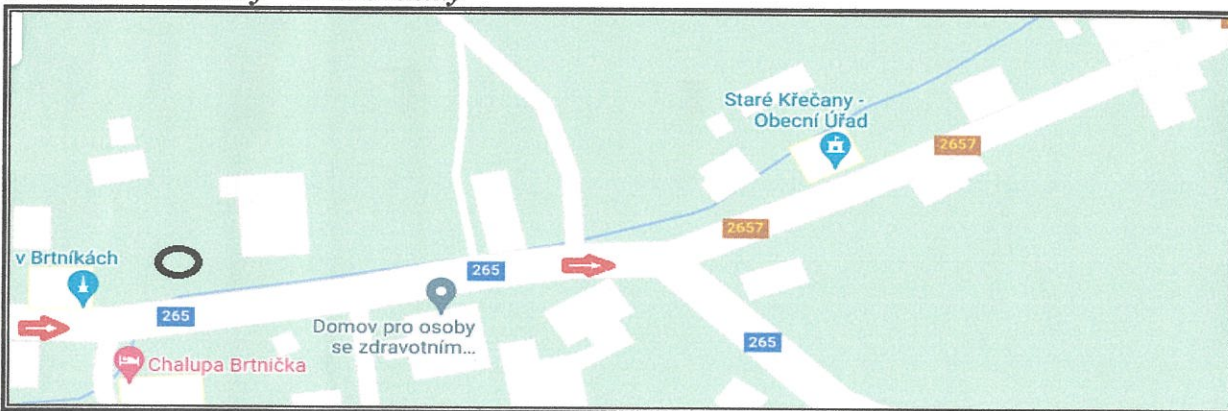 Staré Křečany -
Obecní Úřad
2657
2657
v Brtníkách
265
265
Domov pro osoby
se zdravotním...
265
Chalupa Brtnička